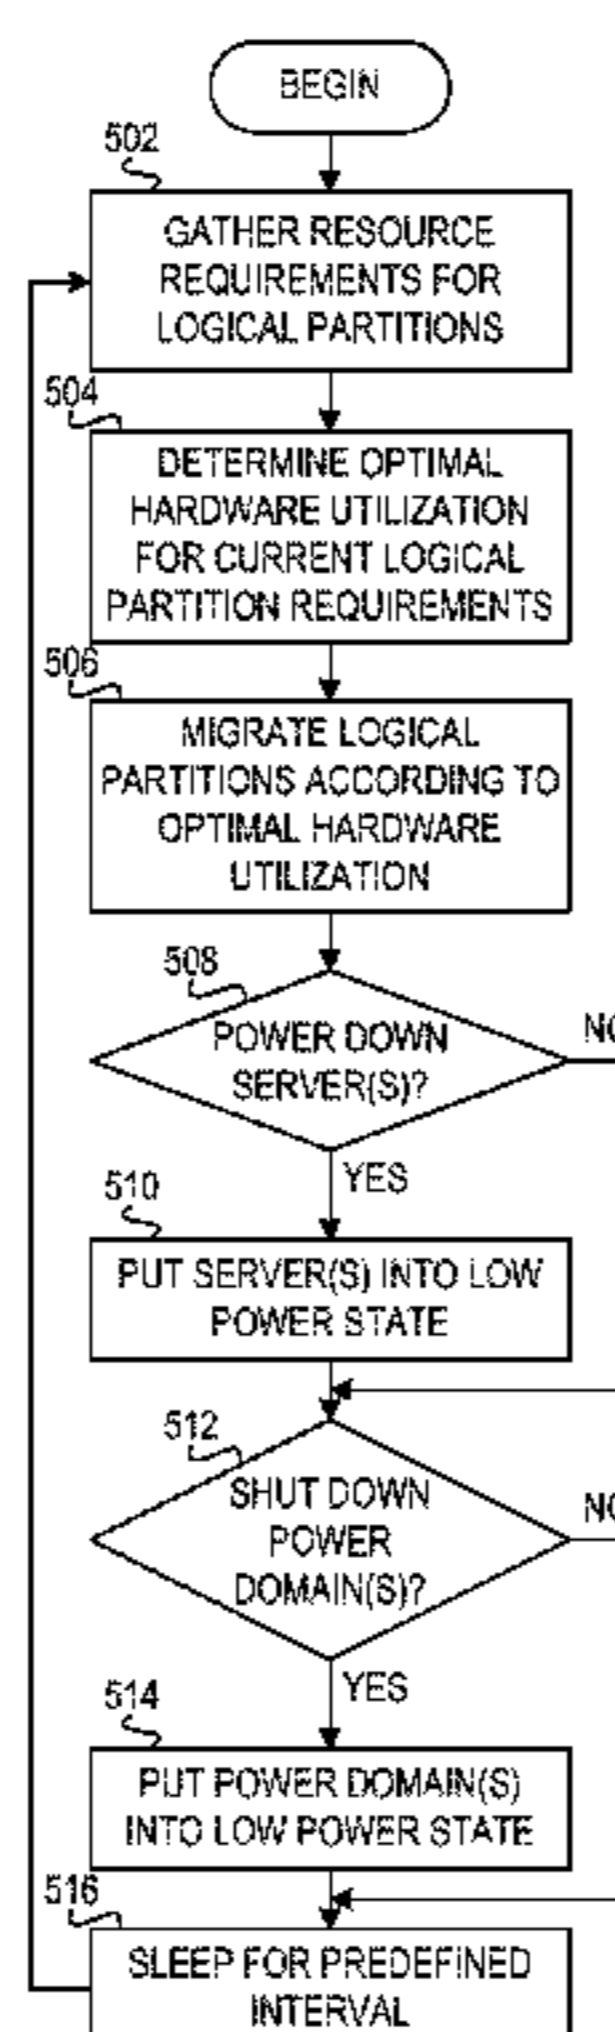 BEGIN
502
GATHER RESOURCE
REQUIREMENTS FOR
LOGICAL PARTITIONS
504
DETERMINE OPTIMAL
HARDWARE UTILIZATION
FOR CURRENT LOGICAL
PARTITION REQUIREMENTS
506
MIGRATE LOGICAL
PARTITIONS ACCORDING TO
OPTIMAL HARDWARE
UTILIZATION
508
POWER DOWN
SERVER(S)?
NO
YES
510
PUT SERVER(S) INTO LOW
POWER STATE
512
SHUT DOWN
POWER
DOMAIN(S)?
NO
YES
514
PUT POWER DOMAIN(S)
INTO LOW POWER STATE
516
SLEEP FOR PREDEFINED
INTERVAL